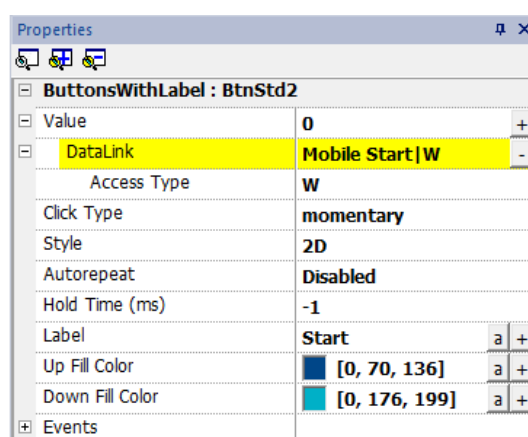 Properties
ButtonsWithLabel : BtnStd2
Value 0 +
DataLink Mobile Start|W -
Access Type W
Click Type momentary
Style 2D
Autorepeat Disabled
Hold Time (ms) -1
Label Start a +
Up Fill Color [0, 70, 136] a +
Down Fill Color [0, 176, 199] a +
Events